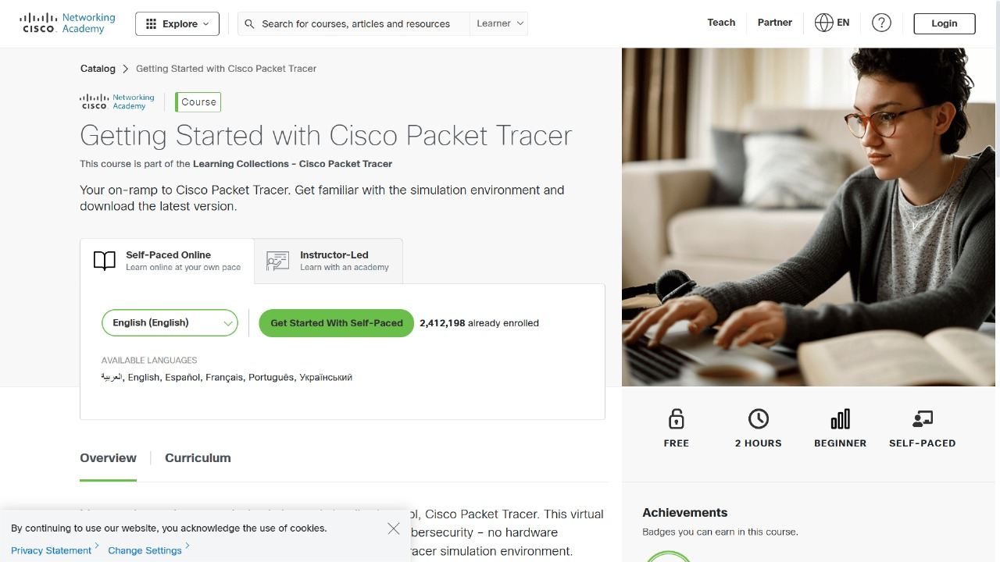 CISCO Networking Academy
Explore
Search for courses, articles and resources
Learner
Teach
Partner
EN
?
Login
Catalog > Getting Started with Cisco Packet Tracer
CISCO Networking Academy
Course
Getting Started with Cisco Packet Tracer
This course is part of the Learning Collections - Cisco Packet Tracer
Your on-ramp to Cisco Packet Tracer. Get familiar with the simulation environment and
download the latest version.
Self-Paced Online
Learn online at your own pace
Instructor-Led
Learn with an academy
English (English)
Get Started With Self-Paced
2,412,198 already enrolled
AVAILABLE LANGUAGES
العربية, English, Español, Français, Português, Український
FREE
2 HOURS
BEGINNER
SELF-PACED
Overview
Curriculum
Cisco Packet Tracer. This virtual
– no hardware
simulation environment.
Achievements
Badges you can earn in this course.
By continuing to use our website, you acknowledge the use of cookies.
Privacy Statement >
Change Settings >